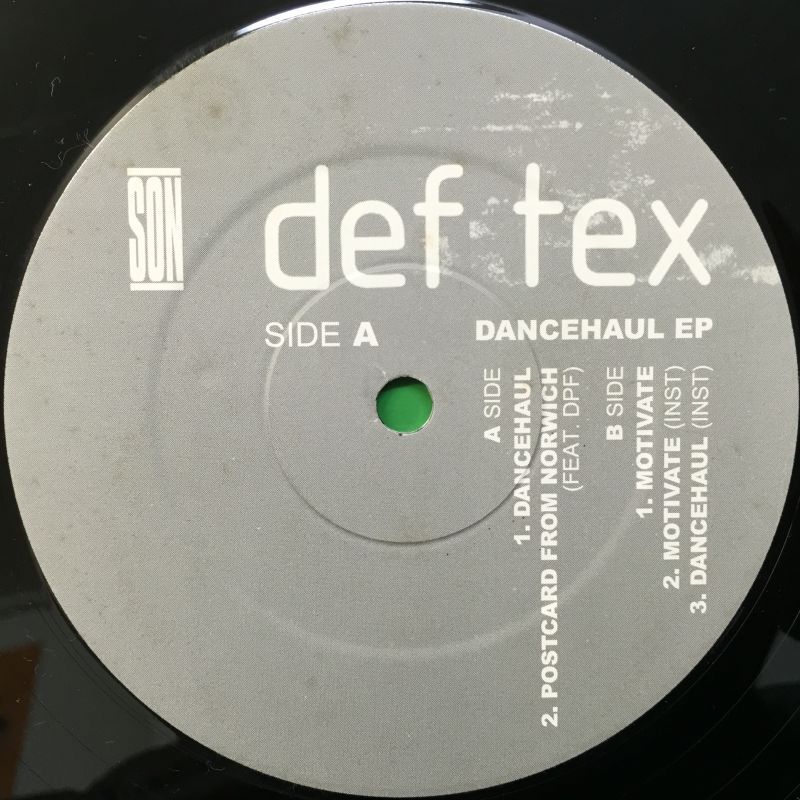 SON
def tex
SIDE A
DANCEHAUL EP
A SIDE
1. DANCEHAUL
2. POSTCARD FROM NORWICH
(FEAT. DPF)
B SIDE
1. MOTIVATE
2. MOTIVATE (INST)
3. DANCEHAUL (INST)